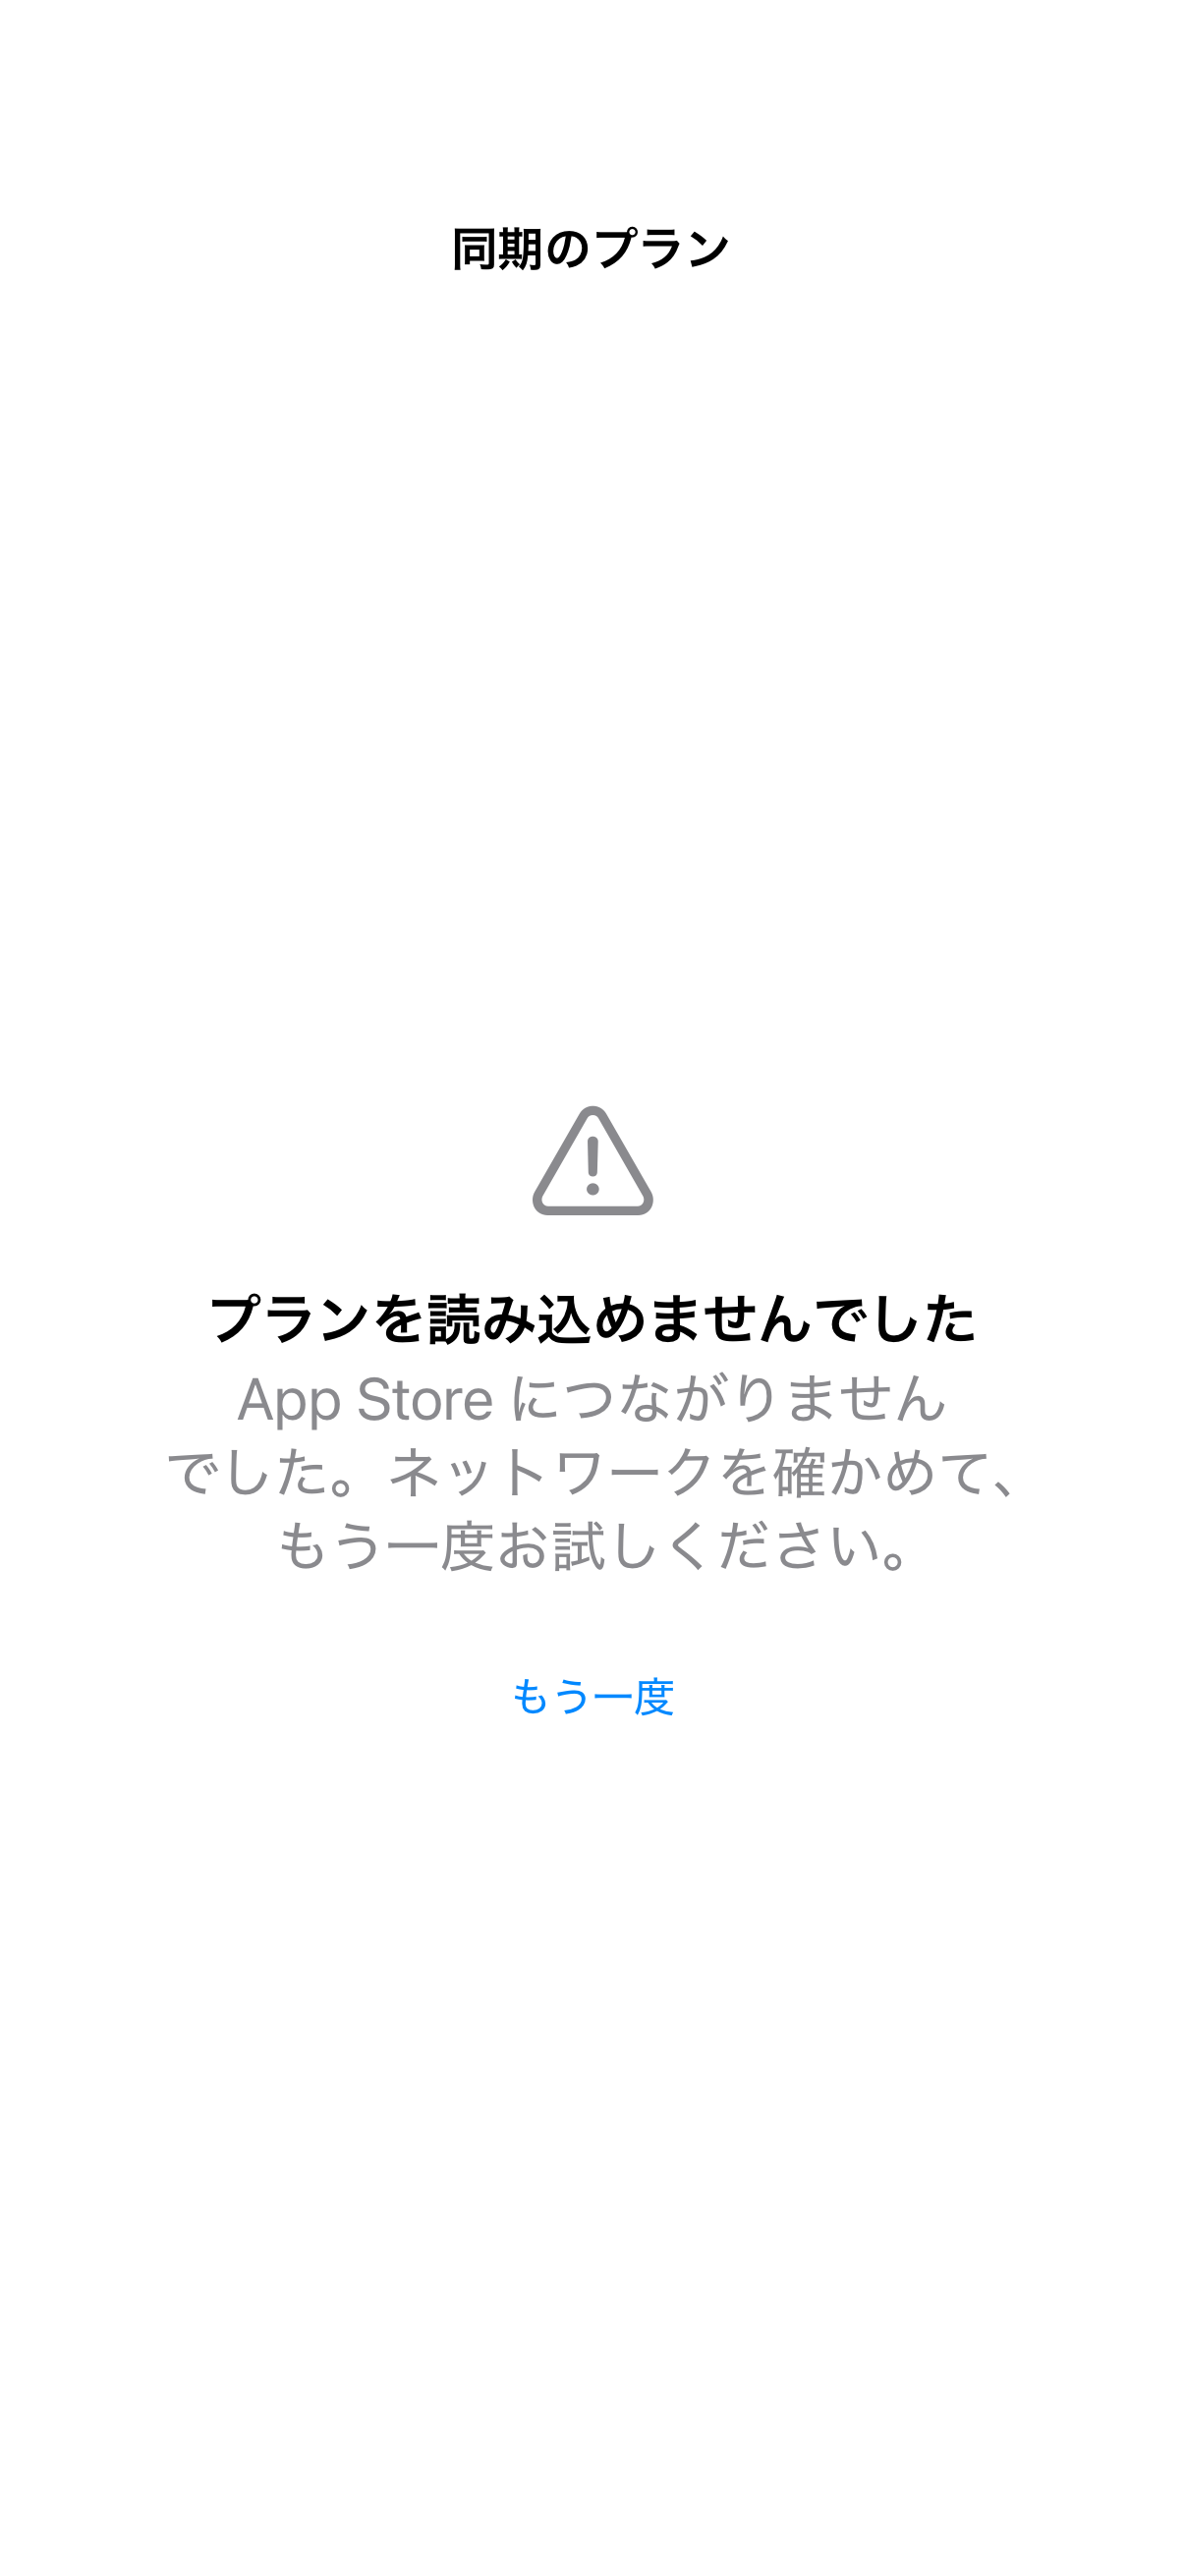 同期のプラン
プランを読み込めませんでした
App Store につながりません
でした。ネットワークを確かめて、
もう一度お試しください。
もう一度